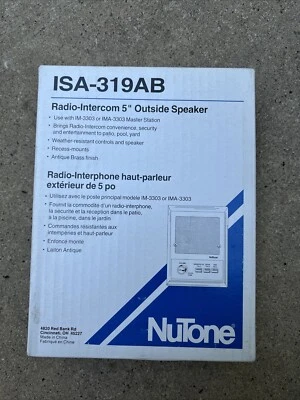 ISA-319AB
Radio-Intercom 5" Outside Speaker
• Use with IM-3303 or IMA-3303 Master Station
• Brings Radio-Intercom convenience, security
and entertainment to patio, pool, yard
• Weather-resistant controls and speaker
• Recess-mounts
• Antique Brass finish
Radio-Interphone haut-parleur
extérieur de 5 po
• Utilisez avec le poste principal modèle IM-3303 or IMA-3303
• Fournit la commodité d'un radio-interphone,
la sécurité et la réception dans le patio,
à la piscine, dans le jardin
• Commandes résistantes aux
intempéries et haut-parleur
• Enfoncé monté
• Laiton Antique
4820 Red Bank Rd
Cincinnati, OH 45227
Made in China
Fabriqué en China
NuTone